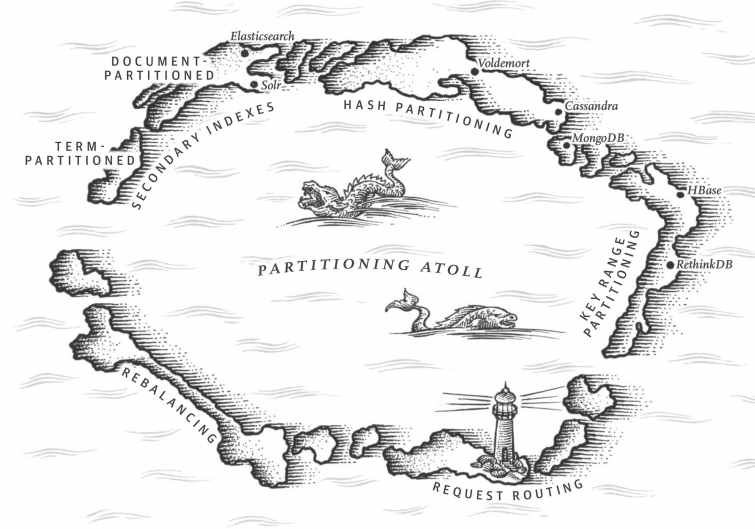 Elasticsearch
DOCUMENT-
PARTITIONED
Solr
Voldemort
HASH PARTITIONING
Cassandra
MongoDB
TERM-
PARTITIONED
SECONDARY INDEXES
HBase
KEY RANGE
PARTITIONING
RethinkDB
PARTITIONING ATOLL
REBALANCING
REQUEST ROUTING